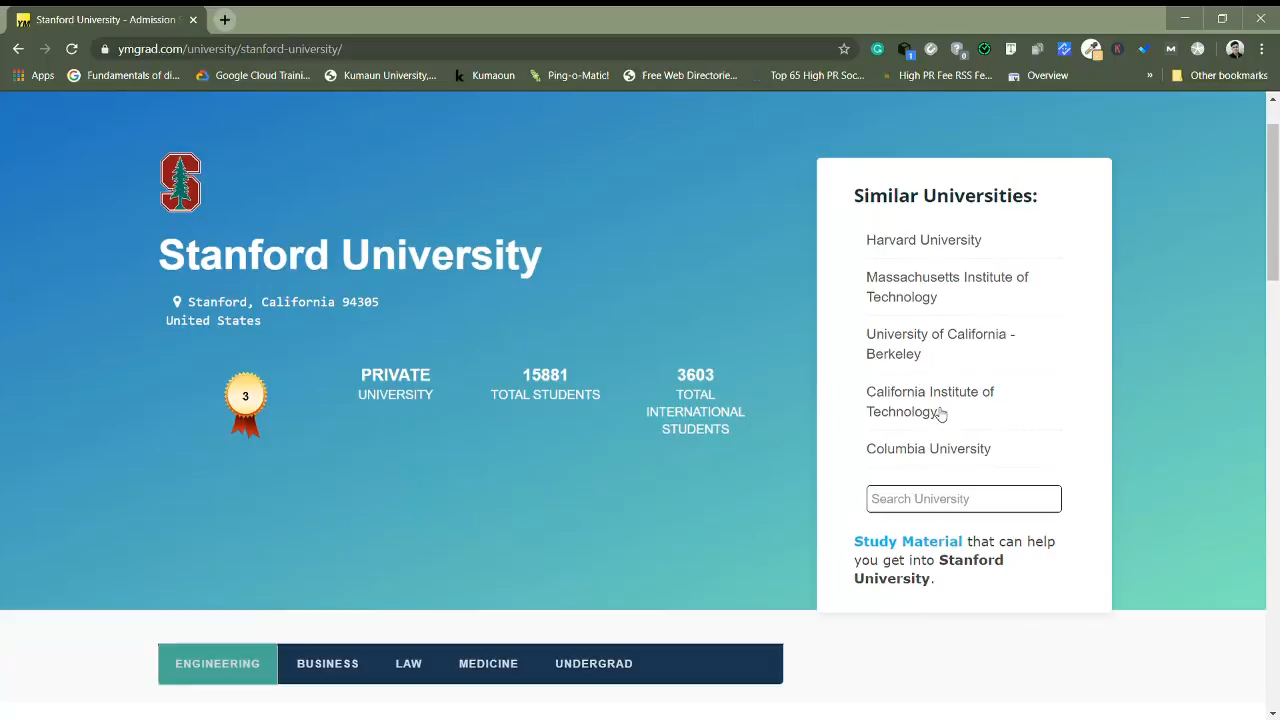 Stanford University - Admission
ymgrad.com/university/stanford-university/
Apps
Fundamentals of di...
Google Cloud Traini...
Kumaun University,...
Kumaoun
Ping-o-Matic!
Free Web Directorie...
Top 65 High PR Soc...
High PR Fee RSS Fe...
Overview
»
Other bookmarks
Stanford University
Stanford, California 94305
United States
3
PRIVATE
UNIVERSITY
15881
TOTAL STUDENTS
3603
TOTAL
INTERNATIONAL
STUDENTS
Similar Universities:
Harvard University
Massachusetts Institute of
Technology
University of California -
Berkeley
California Institute of
Technology
Columbia University
Search University
Study Material that can help
you get into Stanford
University.
ENGINEERING
BUSINESS
LAW
MEDICINE
UNDERGRAD